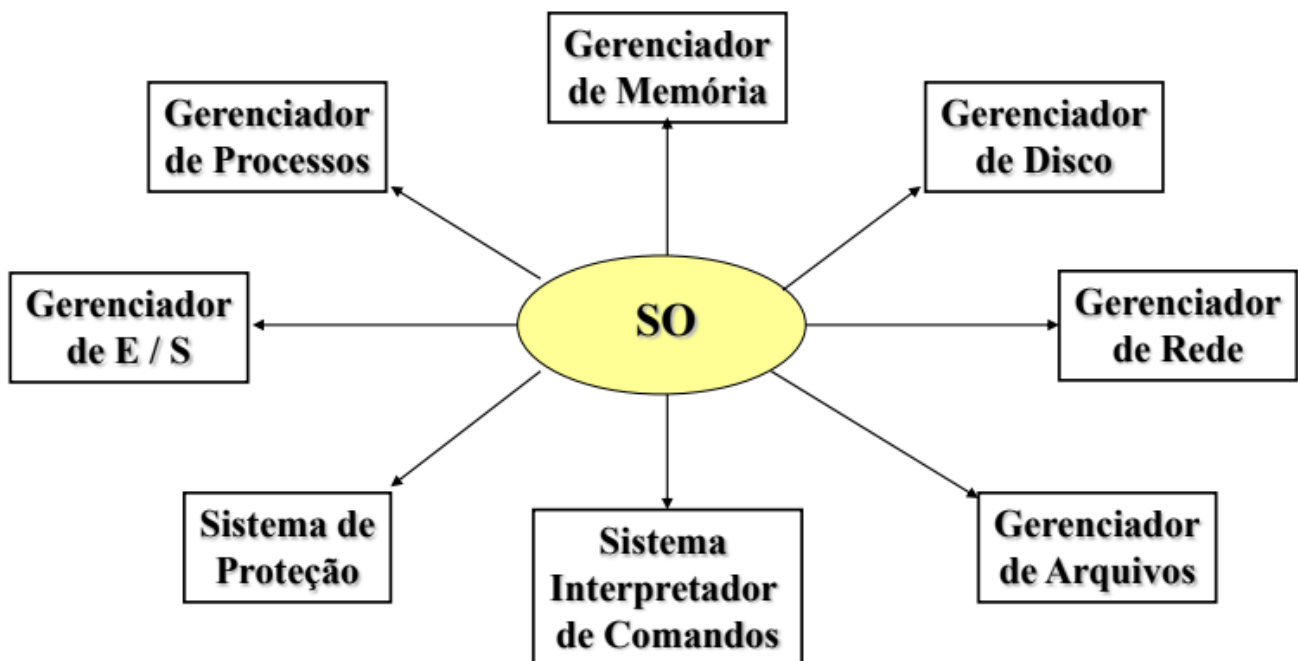 Gerenciador
de Memória
Gerenciador
de Processos
Gerenciador
de Disco
Gerenciador
de E / S
SO
Gerenciador
de Rede
Sistema de
Proteção
Sistema
Interpretador
de Comandos
Gerenciador
de Arquivos